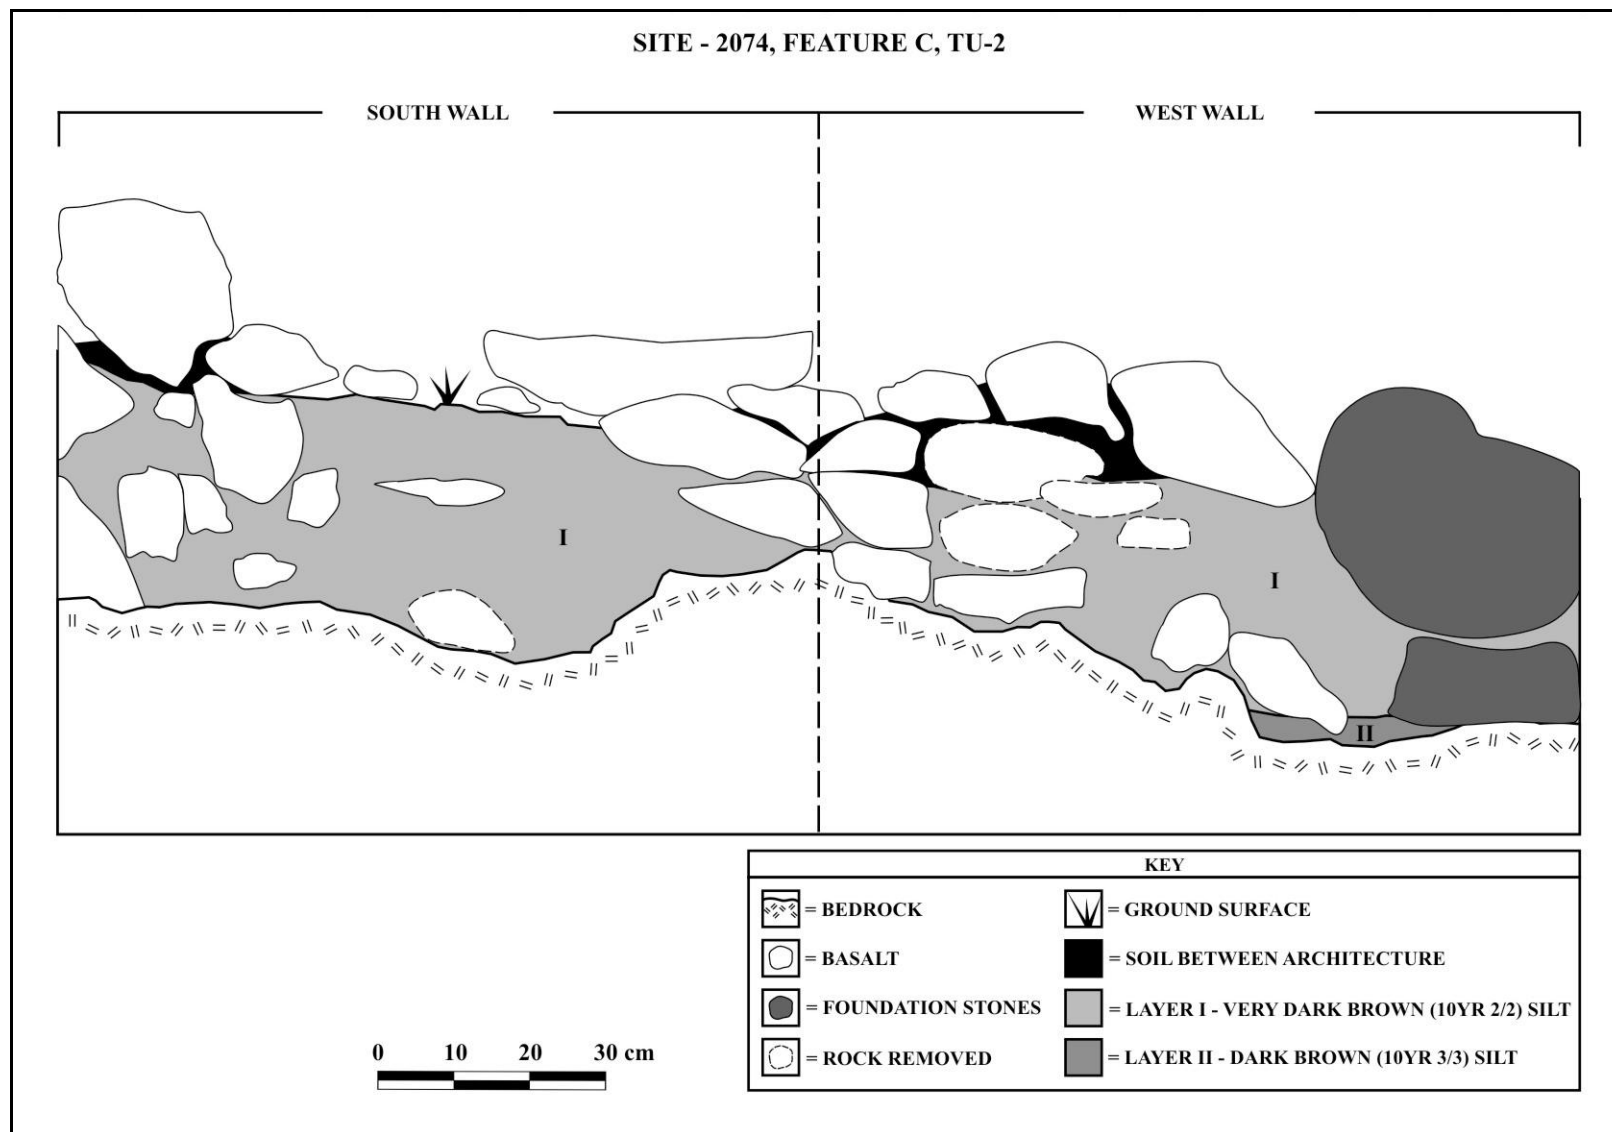 SITE - 2074, FEATURE C, TU-2
SOUTH WALL
WEST WALL
I
I
II
KEY
= BEDROCK
= GROUND SURFACE
= BASALT
= SOIL BETWEEN ARCHITECTURE
= FOUNDATION STONES
= LAYER I - VERY DARK BROWN (10YR 2/2) SILT
= ROCK REMOVED
= LAYER II - DARK BROWN (10YR 3/3) SILT
0 10 20 30 cm